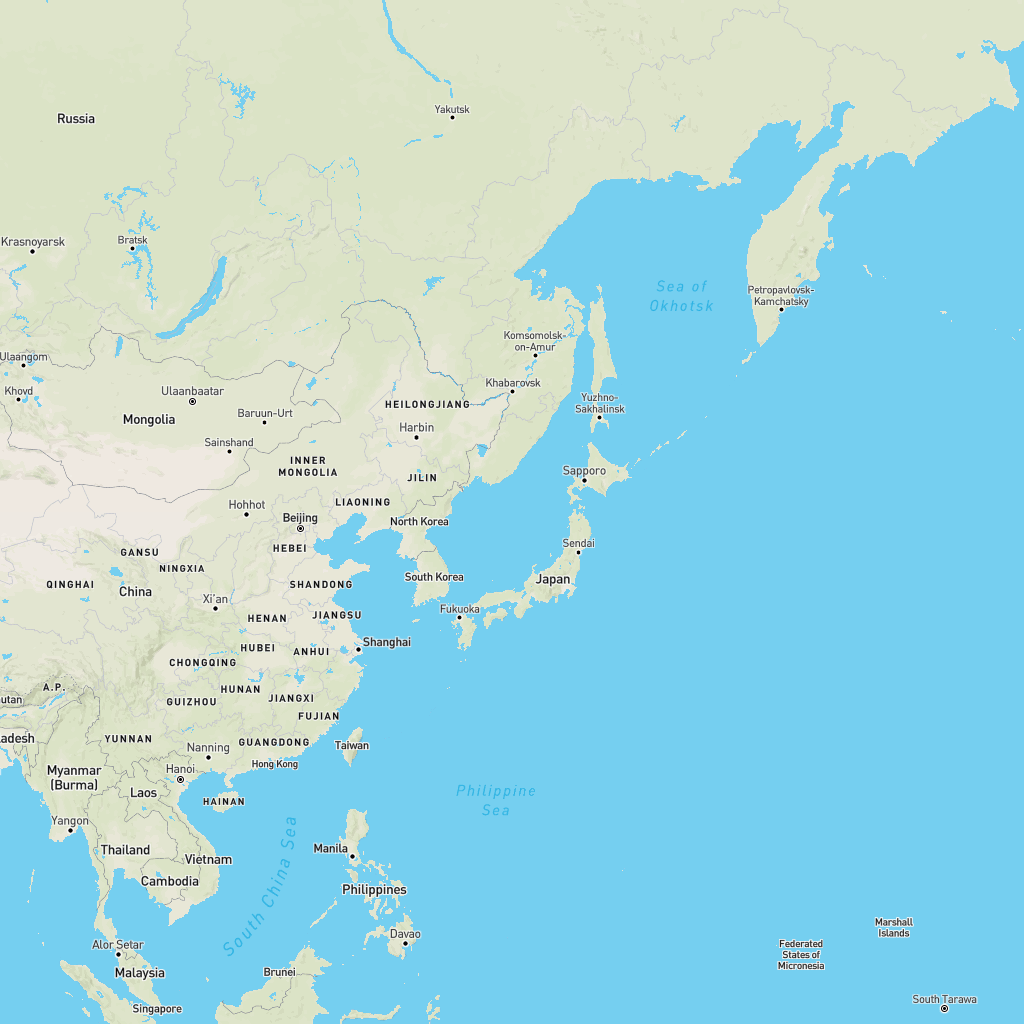 Yakutsk
Russia
Krasnoyarsk
Bratsk
Sea of
Okhotsk
Petropavlovsk-
Kamchatsky
Komsomolsk-
on-Amur
Ulaangom
Khabarovsk
Khovd
Ulaanbaatar
Yuzhno-
Sakhalinsk
HEILONGJIANG
Baruun-Urt
Mongolia
Harbin
Sainshand
INNER
MONGOLIA
Sapporo
JILIN
LIAONING
Hohhot
Beijing
North Korea
Sendai
HEBEI
GANSU
NINGXIA
South Korea
Japan
QINGHAI
SHANDONG
China
Xi'an
Fukuoka
HENAN
JIANGSU
Shanghai
HUBEI
ANHUI
CHONGQING
A.P.
HUNAN
utan
GUIZHOU
JIANGXI
FUJIAN
adesh
YUNNAN
GUANGDONG
Taiwan
Nanning
Hong Kong
Hanoi
Myanmar
(Burma)
Laos
Philippine
Sea
HAINAN
Yangon
Thailand
Manila
Vietnam
South China Sea
Cambodia
Philippines
Marshall
Islands
Davao
Alor Setar
Federated
States of
Micronesia
Malaysia
Brunei
South Tarawa
Singapore